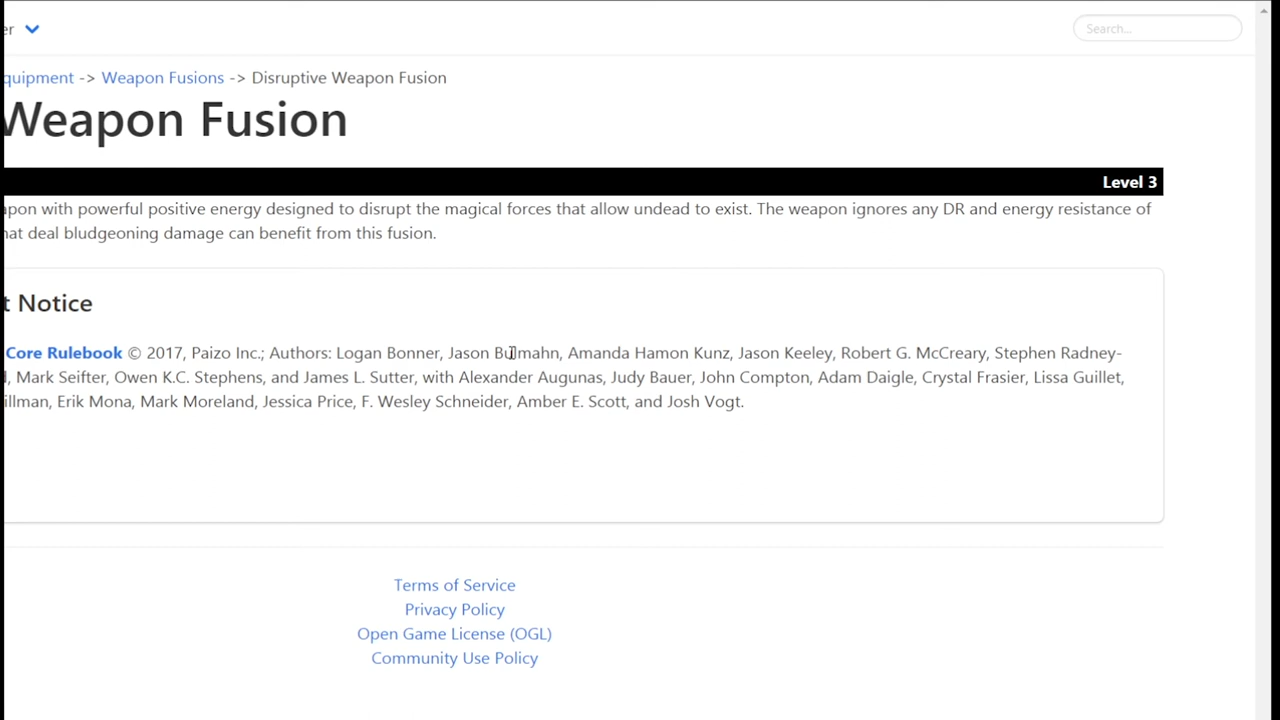 er
Search...
quipment -> Weapon Fusions -> Disruptive Weapon Fusion
Weapon Fusion
Level 3
apon with powerful positive energy designed to disrupt the magical forces that allow undead to exist. The weapon ignores any DR and energy resistance of
hat deal bludgeoning damage can benefit from this fusion.
t Notice
Core Rulebook © 2017, Paizo Inc.; Authors: Logan Bonner, Jason Bulmahn, Amanda Hamon Kunz, Jason Keeley, Robert G. McCreary, Stephen Radney-
, Mark Seifter, Owen K.C. Stephens, and James L. Sutter, with Alexander Augunas, Judy Bauer, John Compton, Adam Daigle, Crystal Frasier, Lissa Guillet,
illman, Erik Mona, Mark Moreland, Jessica Price, F. Wesley Schneider, Amber E. Scott, and Josh Vogt.
Terms of Service
Privacy Policy
Open Game License (OGL)
Community Use Policy